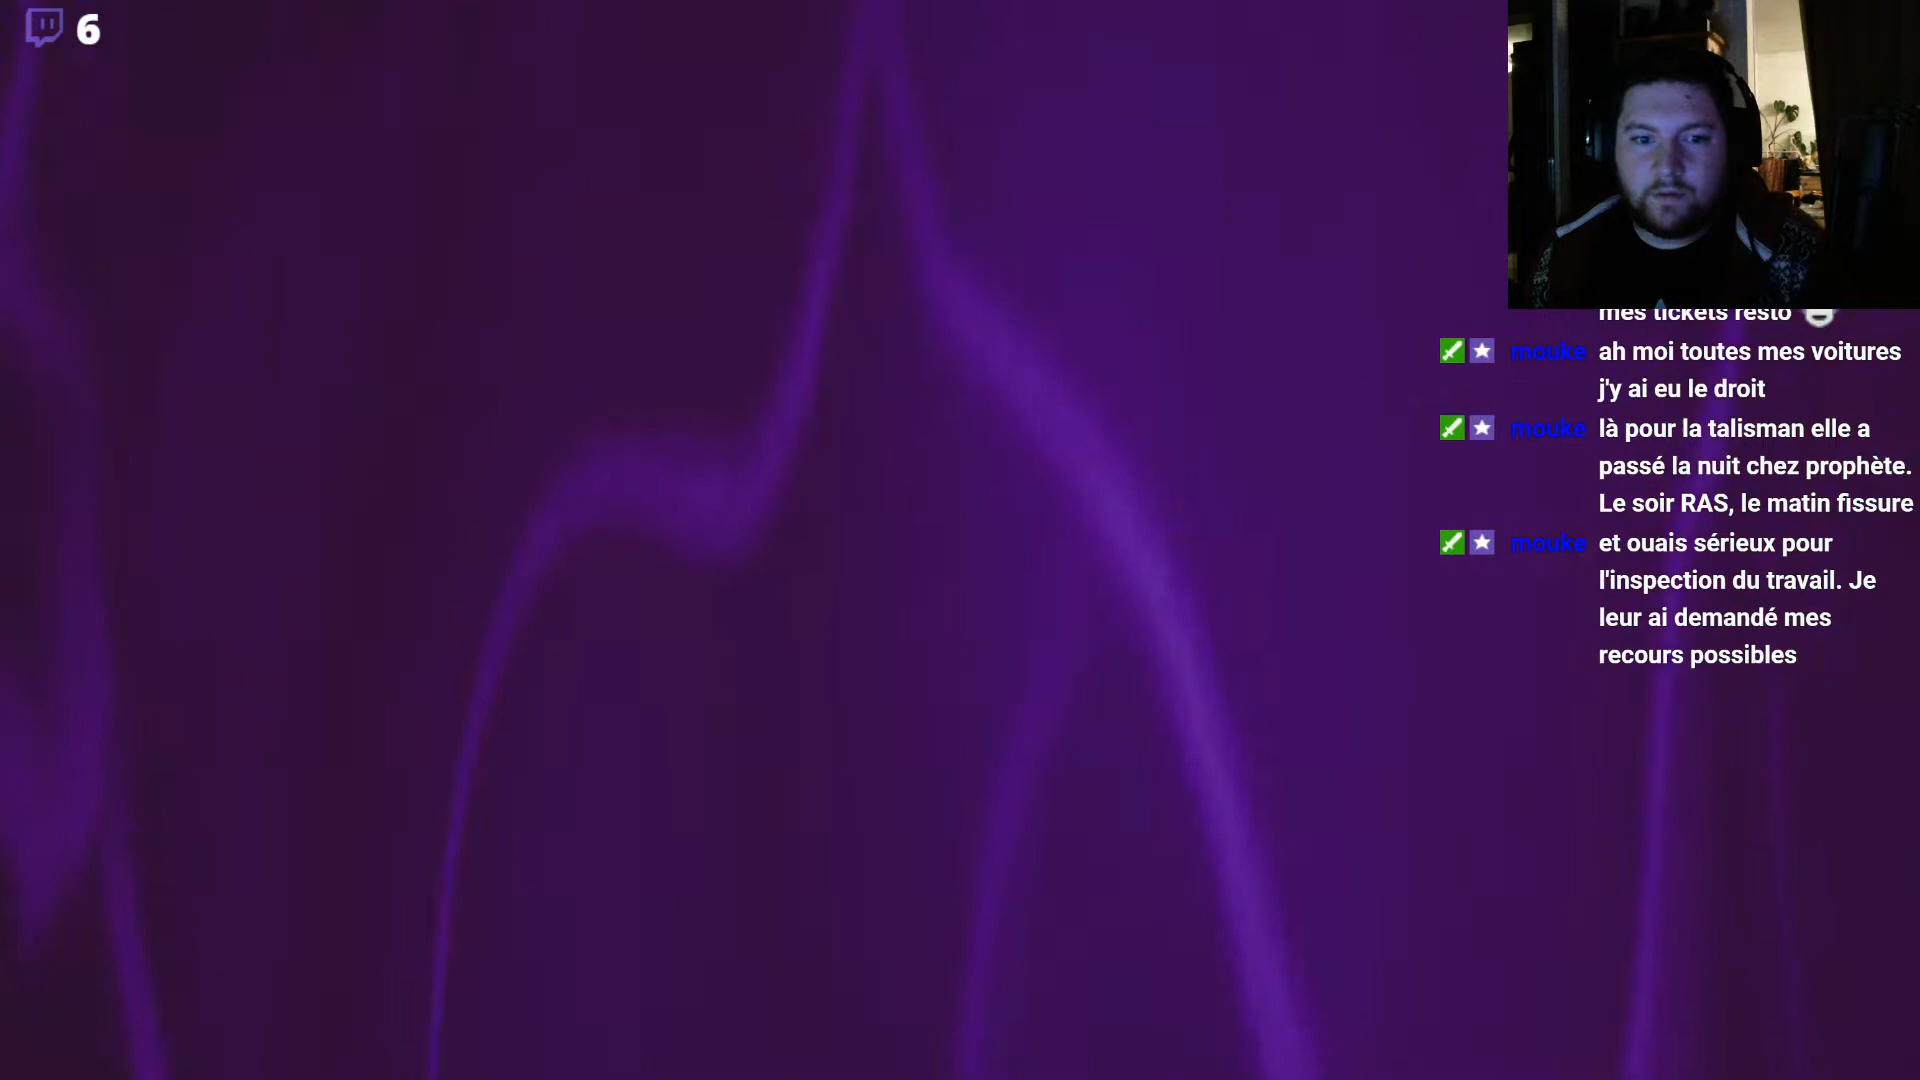 6
mes tickets resto
mouke ah moi toutes mes voitures
j'y ai eu le droit
mouke là pour la talisman elle a
passé la nuit chez prophète.
Le soir RAS, le matin fissure
mouke et ouais sérieux pour
l'inspection du travail. Je
leur ai demandé mes
recours possibles